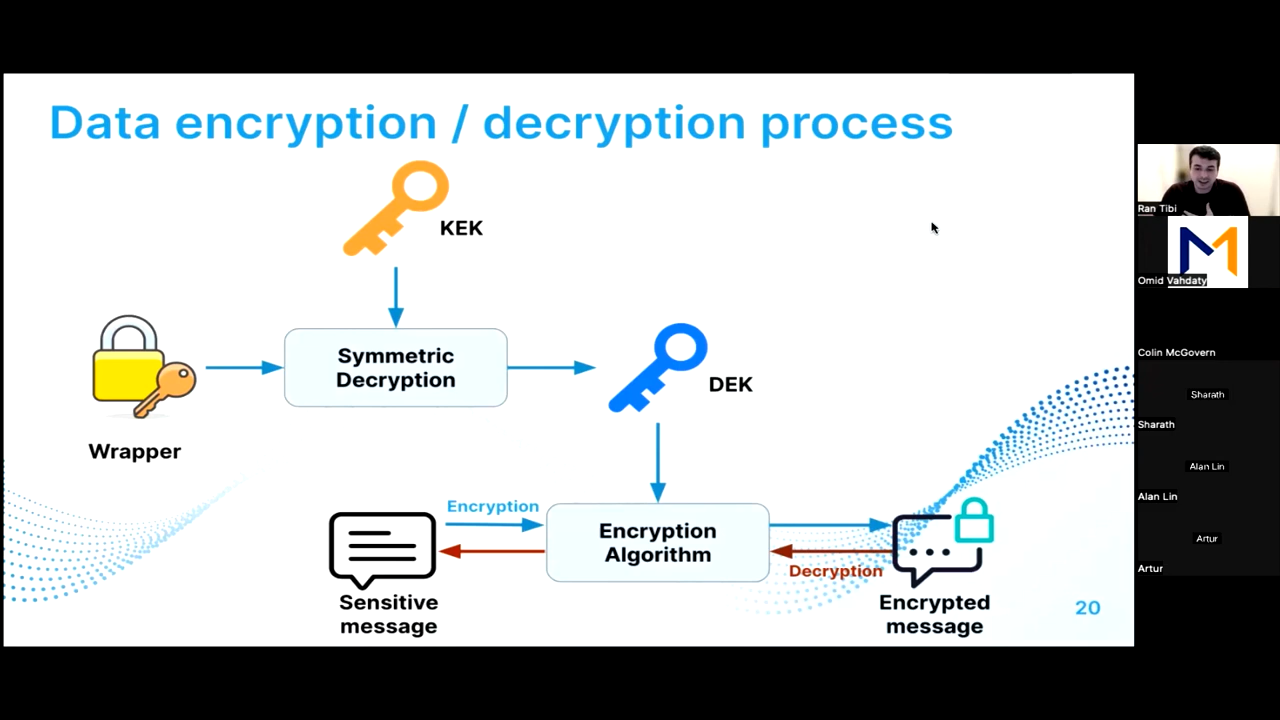 Data encryption / decryption process
KEK
Symmetric
Decryption
DEK
Wrapper
Encryption
Encryption
Algorithm
Decryption
Sensitive
message
Encrypted
message
20
Ran Tibi
Omid Vahdaty
Colin McGovern
Sharath
Sharath
Alan Lin
Alan Lin
Artur
Artur